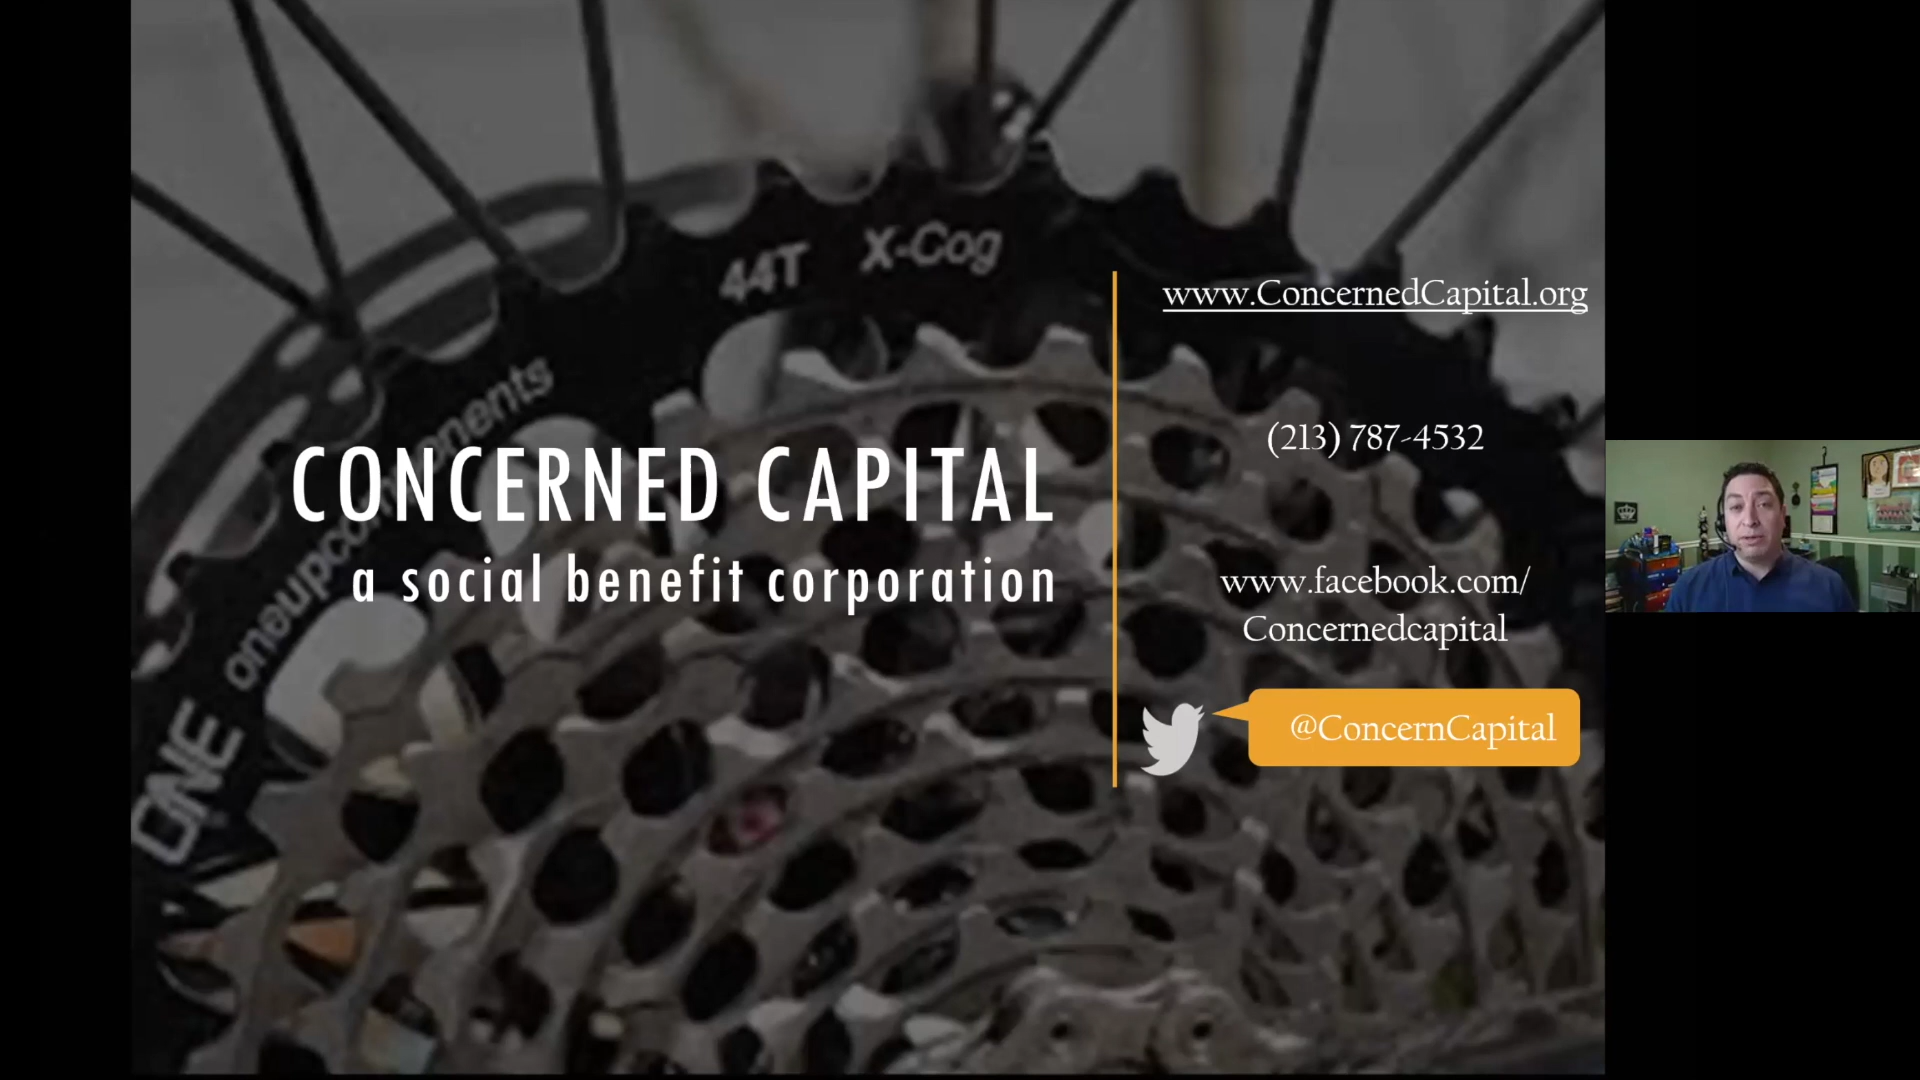 44T X-Cog
ONE oneupcomponents
CONCERNED CAPITAL
a social benefit corporation
www.ConcernedCapital.org
(213) 787-4532
www.facebook.com/
Concernedcapital
@ConcernCapital